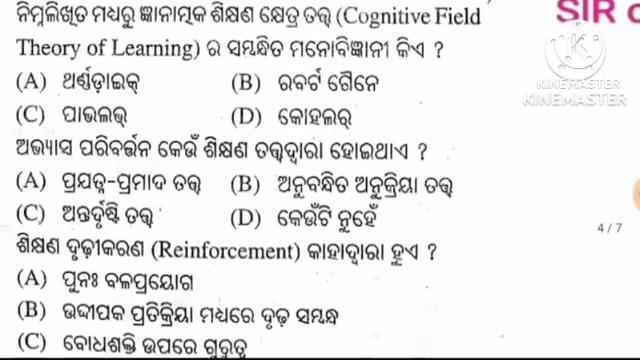 ନିମ୍ନଲିଖିତ ମଧ୍ୟରୁ ଜ୍ଞାନାତ୍ମକ ଶିକ୍ଷଣ କ୍ଷେତ୍ର ତତ୍ତ୍ୱ (Cognitive Field
SIR
Theory of Learning) ର ସମ୍ବନ୍ଧିତ ମନୋବିଜ୍ଞାନୀ କିଏ ?
(A) ଥର୍ଣ୍ଣଡ଼ାଇକ୍ (B) ରବର୍ଟ ଗୈନେ
KINEMASTER
KINEMASTER
(C) ପାଭଲଭ୍ (D) କୋହଲର୍
ଅଭ୍ୟାସ ପରିବର୍ତ୍ତନ କେଉଁ ଶିକ୍ଷଣ ତତ୍ତ୍ୱଦ୍ୱାରା ହୋଇଥାଏ ?
(A) ପ୍ରଯତ୍ନ-ପ୍ରମାଦ ତତ୍ତ୍ୱ (B) ଅନୁବନ୍ଧିତ ଅନୁକ୍ରିୟା ତତ୍ତ୍ୱ
(C) ଅନ୍ତର୍ଦୃଷ୍ଟି ତତ୍ତ୍ୱ (D) କେଉଁଟି ନୁହେଁ
4/7
ଶିକ୍ଷଣ ଦୃଢ଼ୀକରଣ (Reinforcement) କାହାଦ୍ୱାରା ହୁଏ ?
(A) ପୁନଃ ବଳପ୍ରୟୋଗ
(B) ଉଦ୍ଦୀପକ ପ୍ରତିକ୍ରିୟା ମଧ୍ୟରେ ଦୃଢ଼ ସମ୍ବନ୍ଧ
(C) ବୋଧଶକ୍ତି ଉପରେ ଗୁରୁତ୍ୱ